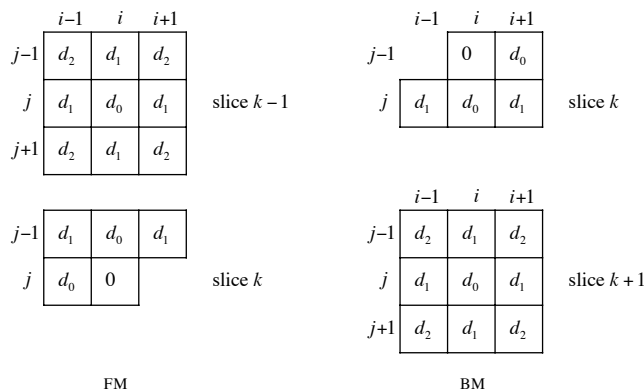 i−1 i i+1
j−1 d₂ d₁ d₂
j d₁ d₀ d₁ slice k−1
j+1 d₂ d₁ d₂
j−1 d₁ d₀ d₁
j d₀ 0 slice k
FM
i−1 i i+1
j−1 0 d₀
j d₁ d₀ d₁ slice k
i−1 i i+1
j−1 d₂ d₁ d₂
j d₁ d₀ d₁ slice k+1
j+1 d₂ d₁ d₂
BM